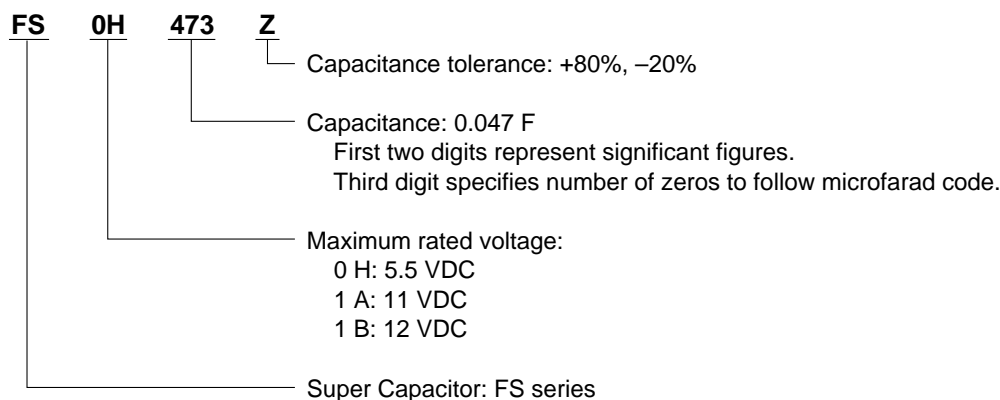 FS 0H 473 Z
Capacitance tolerance: +80%, –20%
Capacitance: 0.047 F
First two digits represent significant figures.
Third digit specifies number of zeros to follow microfarad code.
Maximum rated voltage:
0 H: 5.5 VDC
1 A: 11 VDC
1 B: 12 VDC
Super Capacitor: FS series